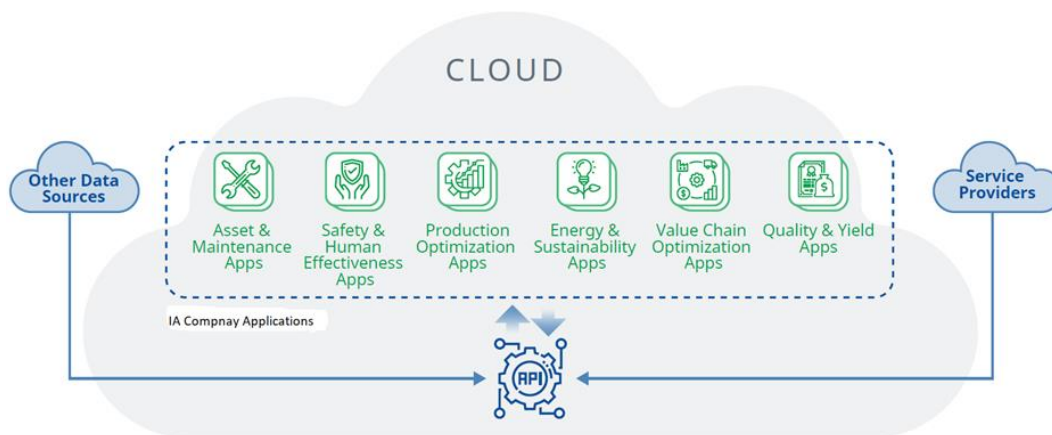 CLOUD
Other Data
Sources
Service
Providers
Asset &
Maintenance
Apps
Safety &
Human
Effectiveness
Apps
Production
Optimization
Apps
Energy &
Sustainability
Apps
Value Chain
Optimization
Apps
Quality & Yield
Apps
IA Compnay Applications
API